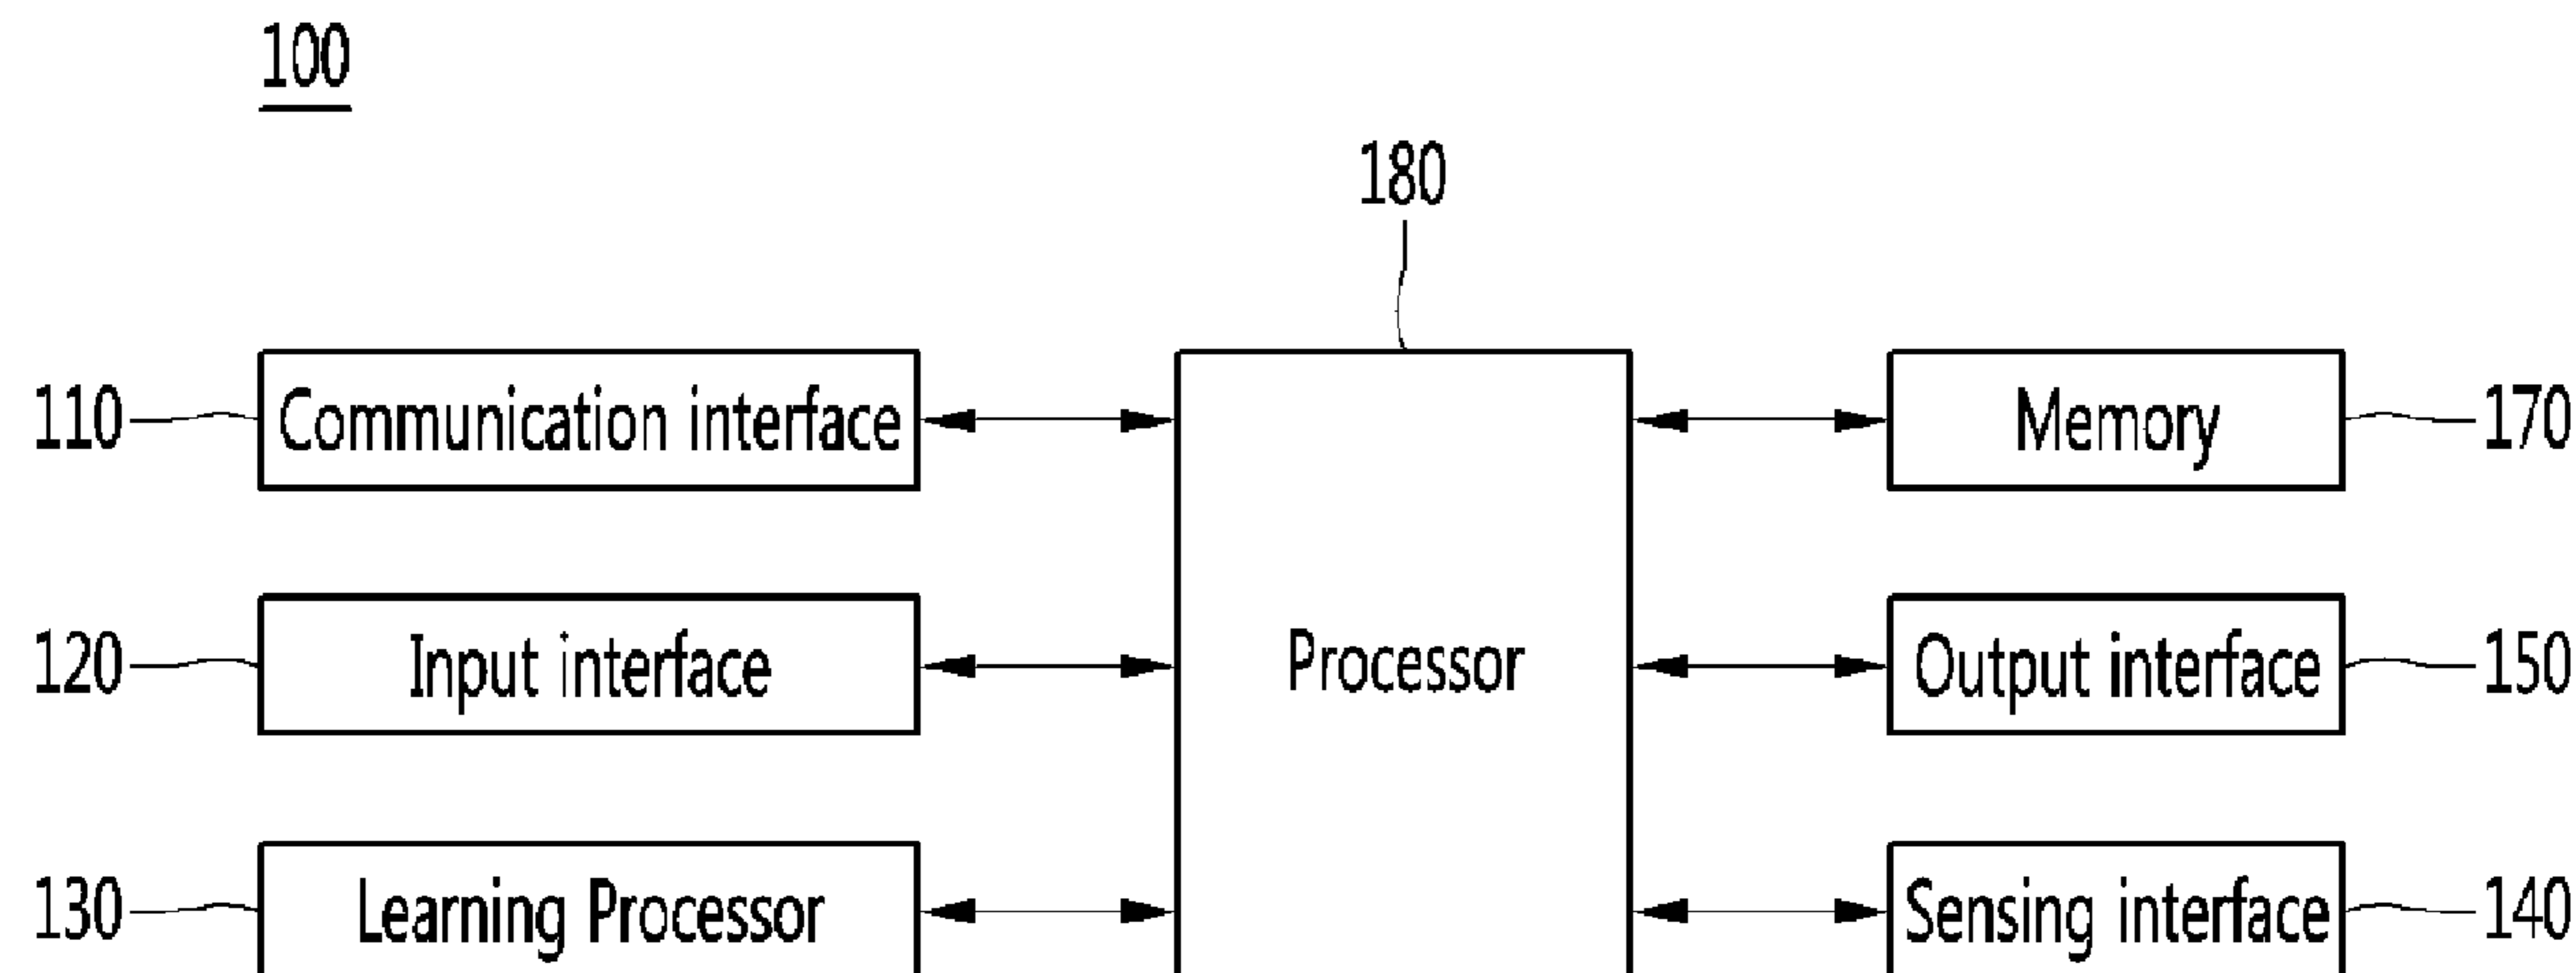 100
180
110 Communication interface Memory 170
120 Input interface Processor Output interface 150
130 Learning Processor Sensing interface 140